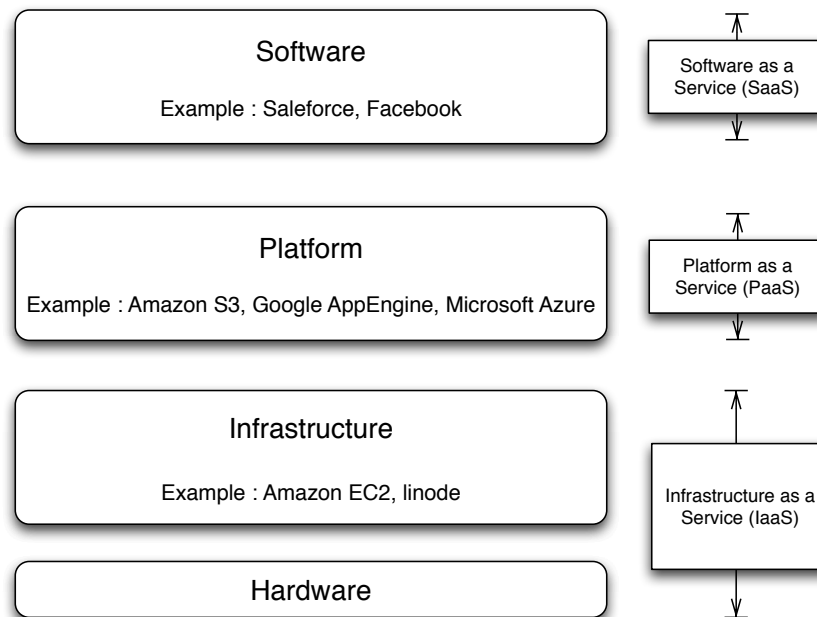 Software
Example : Saleforce, Facebook
Software as a
Service (SaaS)
Platform
Example : Amazon S3, Google AppEngine, Microsoft Azure
Platform as a
Service (PaaS)
Infrastructure
Example : Amazon EC2, linode
Infrastructure as a
Service (IaaS)
Hardware